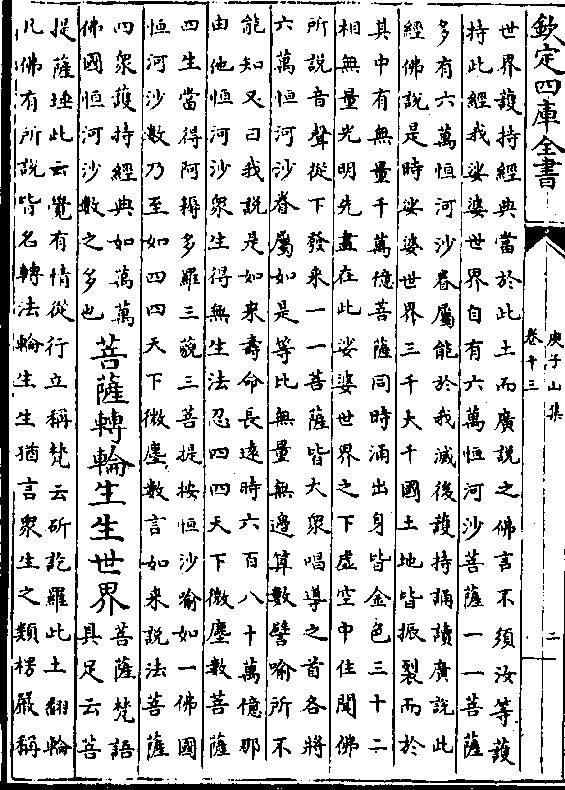 欽定四庫全書
庚子山集
卷十三
二
世界護持經典當於此土而廣說之佛言不須汝等護
持此經我娑婆世界自有六萬恒河沙菩薩一一菩薩
多有六萬恒河沙眷屬能於我滅後護持誦讀廣說此
經佛說是時娑婆世界三千大千國土地皆振裂而於
其中有無量千萬億菩薩同時涌出身皆金色三十二
相無量光明先盡在此娑婆世界之下虛空中住聞佛
所說音聲從下發来一一菩薩皆大衆唱導之首各將
六萬恒河沙眷屬如是等比無量無邊算數譬喻所不
能知又曰我說是如来壽命長遠時六百八十萬億那
由他恒河沙衆生得無生法忍四四天下微塵數菩薩
四生當得阿耨多羅三藐三菩提按恒沙喻如一佛國
恒河沙數乃至如四四天下微塵數言如来說法菩薩
四衆護持經典如萬萬
佛國恒河沙數之多也
菩薩轉輪生生世界
菩薩梵語
具足云菩
提薩埵此云覺有情從行立稱梵云斫訖羅此土翻輪
凡佛有所說皆名轉法輪生生猶言衆生之類楞嚴稱